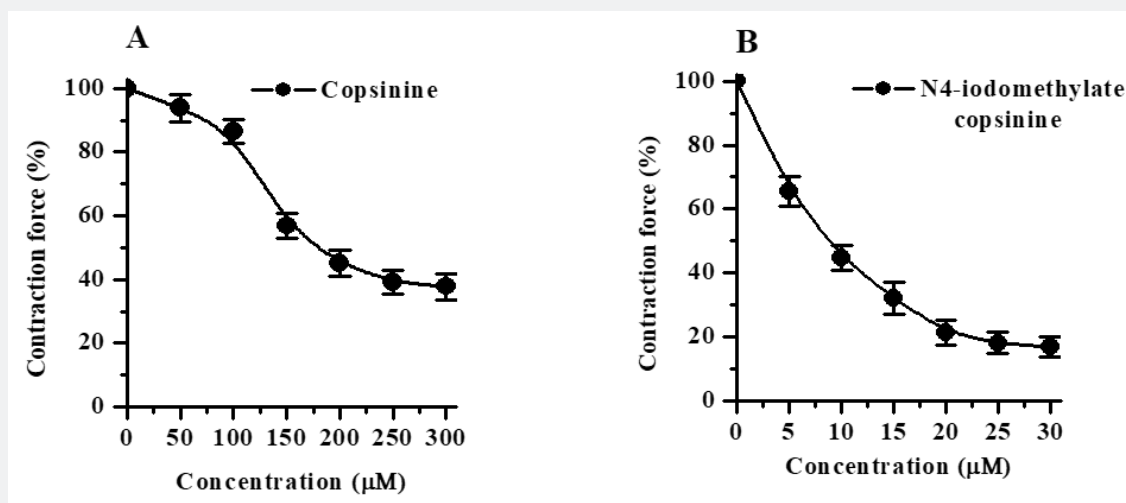 A
Copsinine
Contraction force (%)
100
80
60
40
20
0
0 50 100 150 200 250 300
Concentration (μM)
B
N4-iodomethylate
copsinine
Contraction force (%)
100
80
60
40
20
0
0 5 10 15 20 25 30
Concentration (μM)